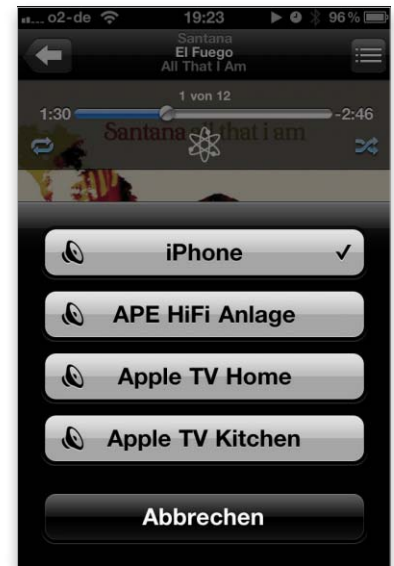 o2-de 19:23 96%
Santana
El Fuego
All That I Am
1 von 12
1:30 -2:46
Santana all that i am
iPhone
APE HiFi Anlage
Apple TV Home
Apple TV Kitchen
Abbrechen